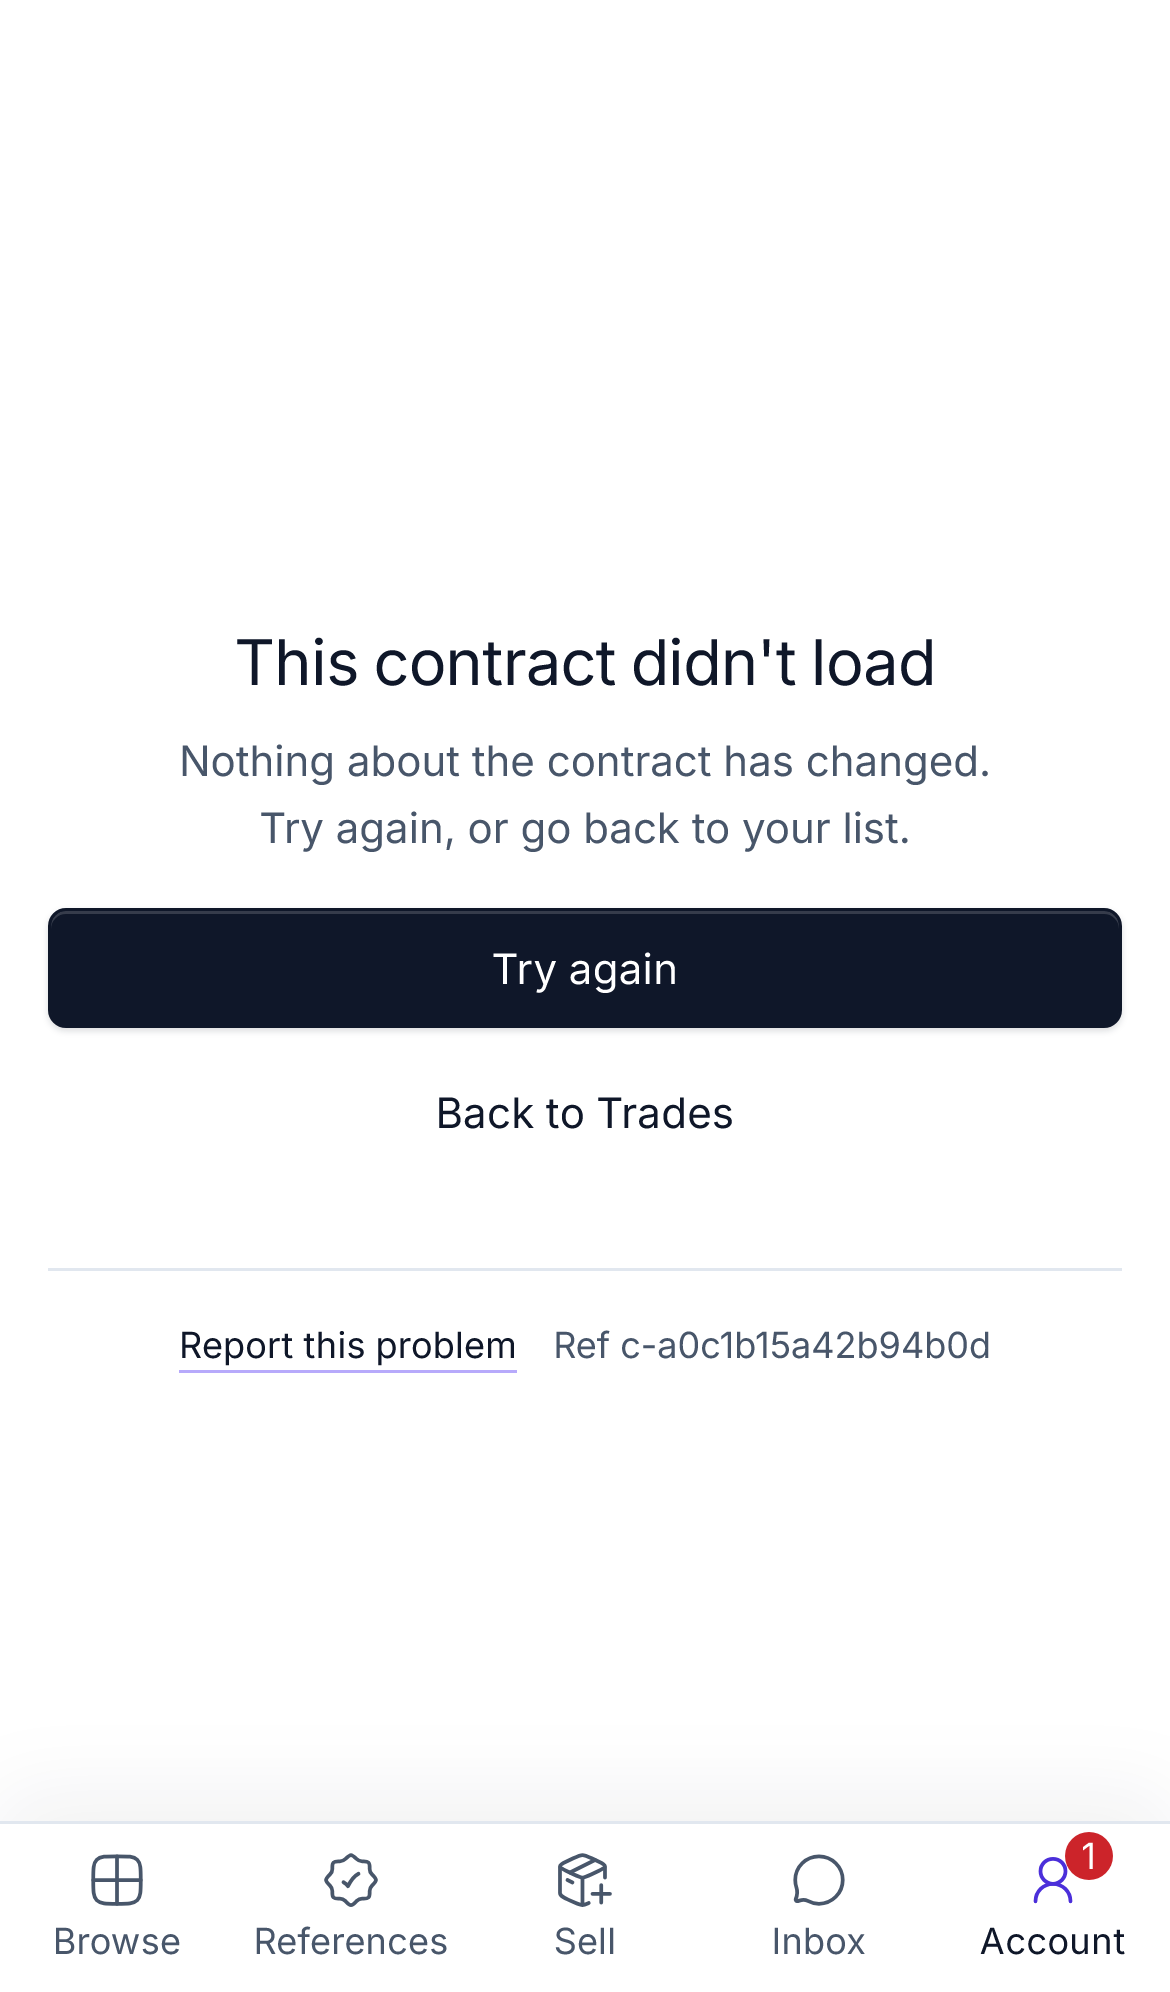 This contract didn't load
Nothing about the contract has changed.
Try again, or go back to your list.
Try again
Back to Trades
Report this problem Ref c-a0c1b15a42b94b0d
1
Browse References Sell Inbox Account